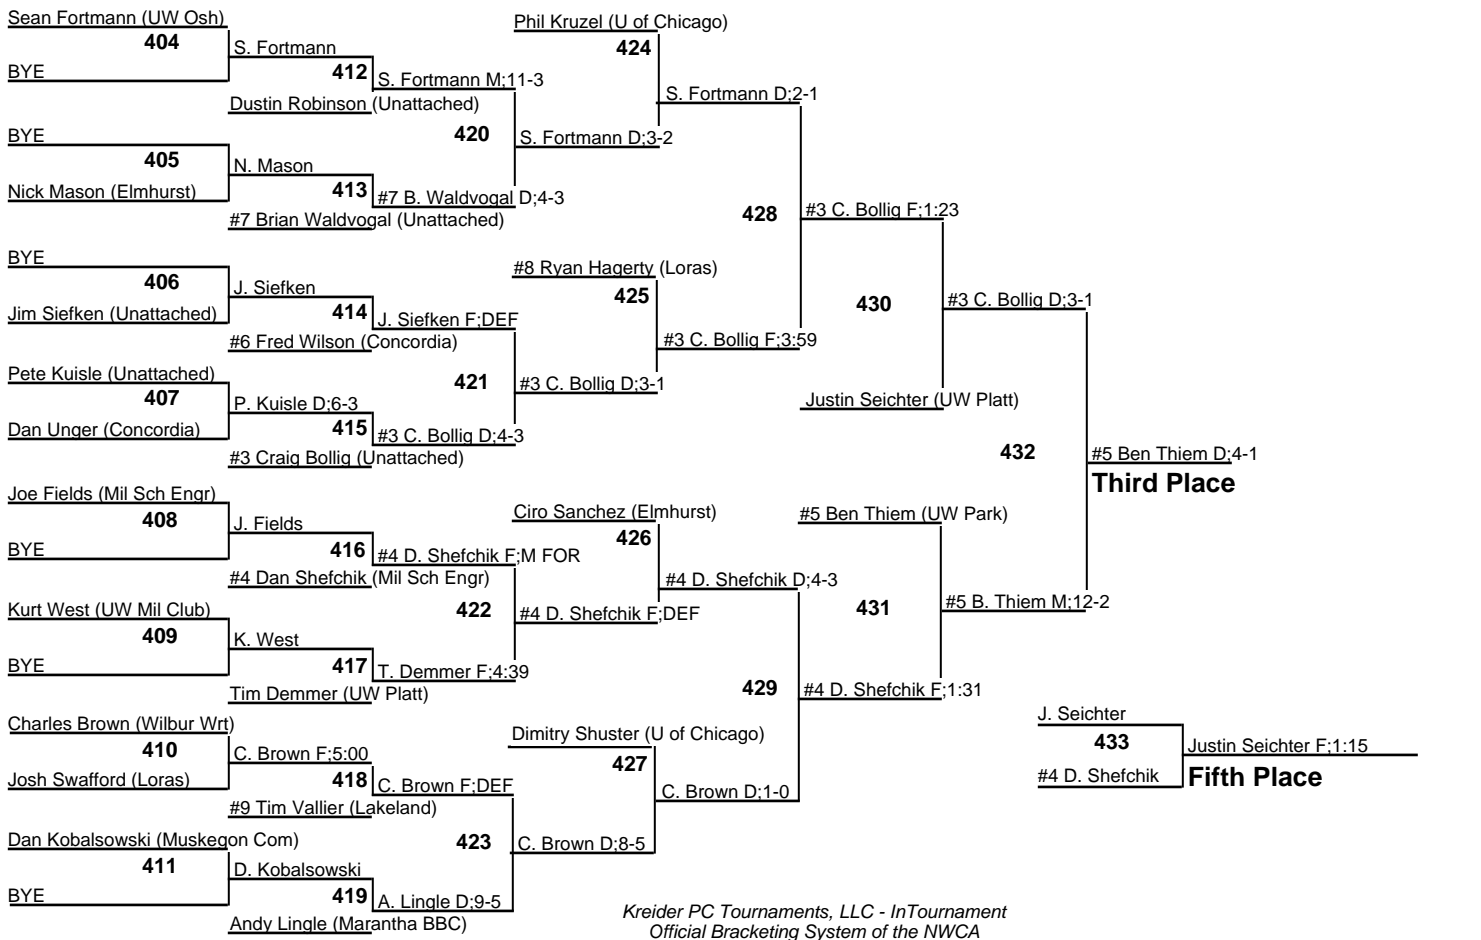 Sean Fortmann (UW Osh)
404
BYE
S. Fortmann
412
Dustin Robinson (Unattached)
S. Fortmann M;11-3
BYE
405
Nick Mason (Elmhurst)
N. Mason
413
#7 Brian Waldvogal (Unattached)
#7 B. Waldvogal D;4-3
420
S. Fortmann D;3-2
Phil Kruzel (U of Chicago)
424
S. Fortmann D;2-1
BYE
406
Jim Siefken (Unattached)
J. Siefken
414
#6 Fred Wilson (Concordia)
J. Siefken F;DEF
Pete Kuisle (Unattached)
407
Dan Unger (Concordia)
P. Kuisle D;6-3
415
#3 Craig Bollig (Unattached)
#3 C. Bollig D;4-3
421
#3 C. Bollig D;3-1
#8 Ryan Hagerty (Loras)
425
#3 C. Bollig F;3:59
428
#3 C. Bollig F;1:23
430
Justin Seichter (UW Platt)
#3 C. Bollig D;3-1
Joe Fields (Mil Sch Engr)
408
BYE
J. Fields
416
#4 Dan Shefchik (Mil Sch Engr)
#4 D. Shefchik F;M FOR
Kurt West (UW Mil Club)
409
BYE
K. West
417
Tim Demmer (UW Platt)
T. Demmer F;4:39
422
#4 D. Shefchik F;DEF
Ciro Sanchez (Elmhurst)
426
#4 D. Shefchik D;4-3
Charles Brown (Wilbur Wrt)
410
Josh Swafford (Loras)
C. Brown F;5:00
418
#9 Tim Vallier (Lakeland)
C. Brown F;DEF
Dan Kobalsowski (Muskegon Com)
411
BYE
D. Kobalsowski
419
Andy Lingle (Marantha BBC)
A. Lingle D;9-5
423
C. Brown D;8-5
Dimitry Shuster (U of Chicago)
427
C. Brown D;1-0
429
#4 D. Shefchik F;1:31
#5 Ben Thiem (UW Park)
431
#5 B. Thiem M;12-2
432
#5 Ben Thiem D;4-1
Third Place
J. Seichter
433
#4 D. Shefchik
Justin Seichter F;1:15
Fifth Place
Kreider PC Tournaments, LLC - InTournament
Official Bracketing System of the NWCA